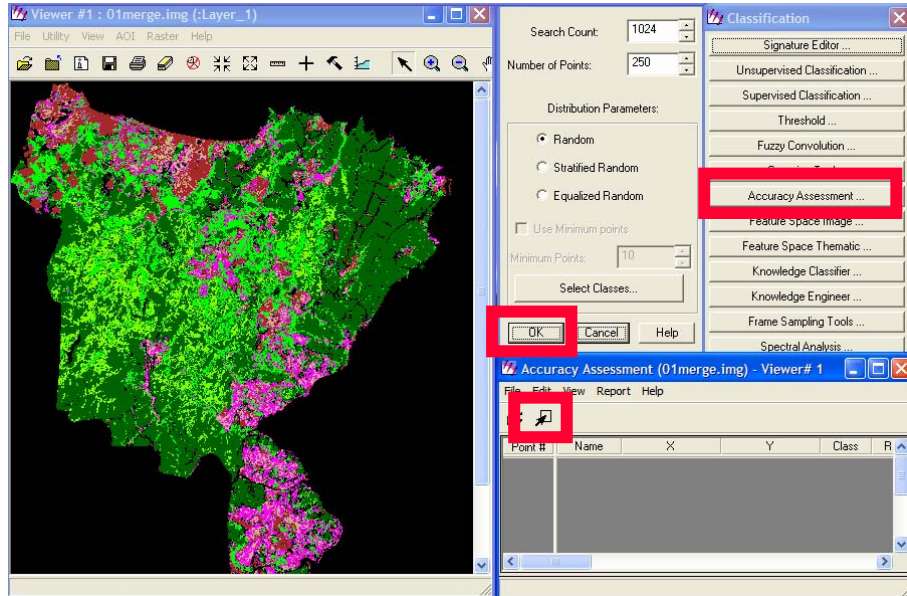 Viewer #1 : 01merge.img (:Layer_1)
File Utility View AOI Raster Help
Search Count: 1024
Number of Points: 250
Distribution Parameters:
Random
Stratified Random
Equalized Random
Use Minimum points
Minimum Points: 10
Select Classes...
OK Cancel Help
Classification
Signature Editor ...
Unsupervised Classification ...
Supervised Classification ...
Threshold ...
Fuzzy Convolution ...
Accuracy Assessment ...
Feature Space Image ...
Feature Space Thematic ...
Knowledge Classifier ...
Knowledge Engineer ...
Frame Sampling Tools ...
Spectral Analysis ...
Accuracy Assessment (01merge.img) - Viewer# 1
File Edit View Report Help
Point # Name X Y Class R